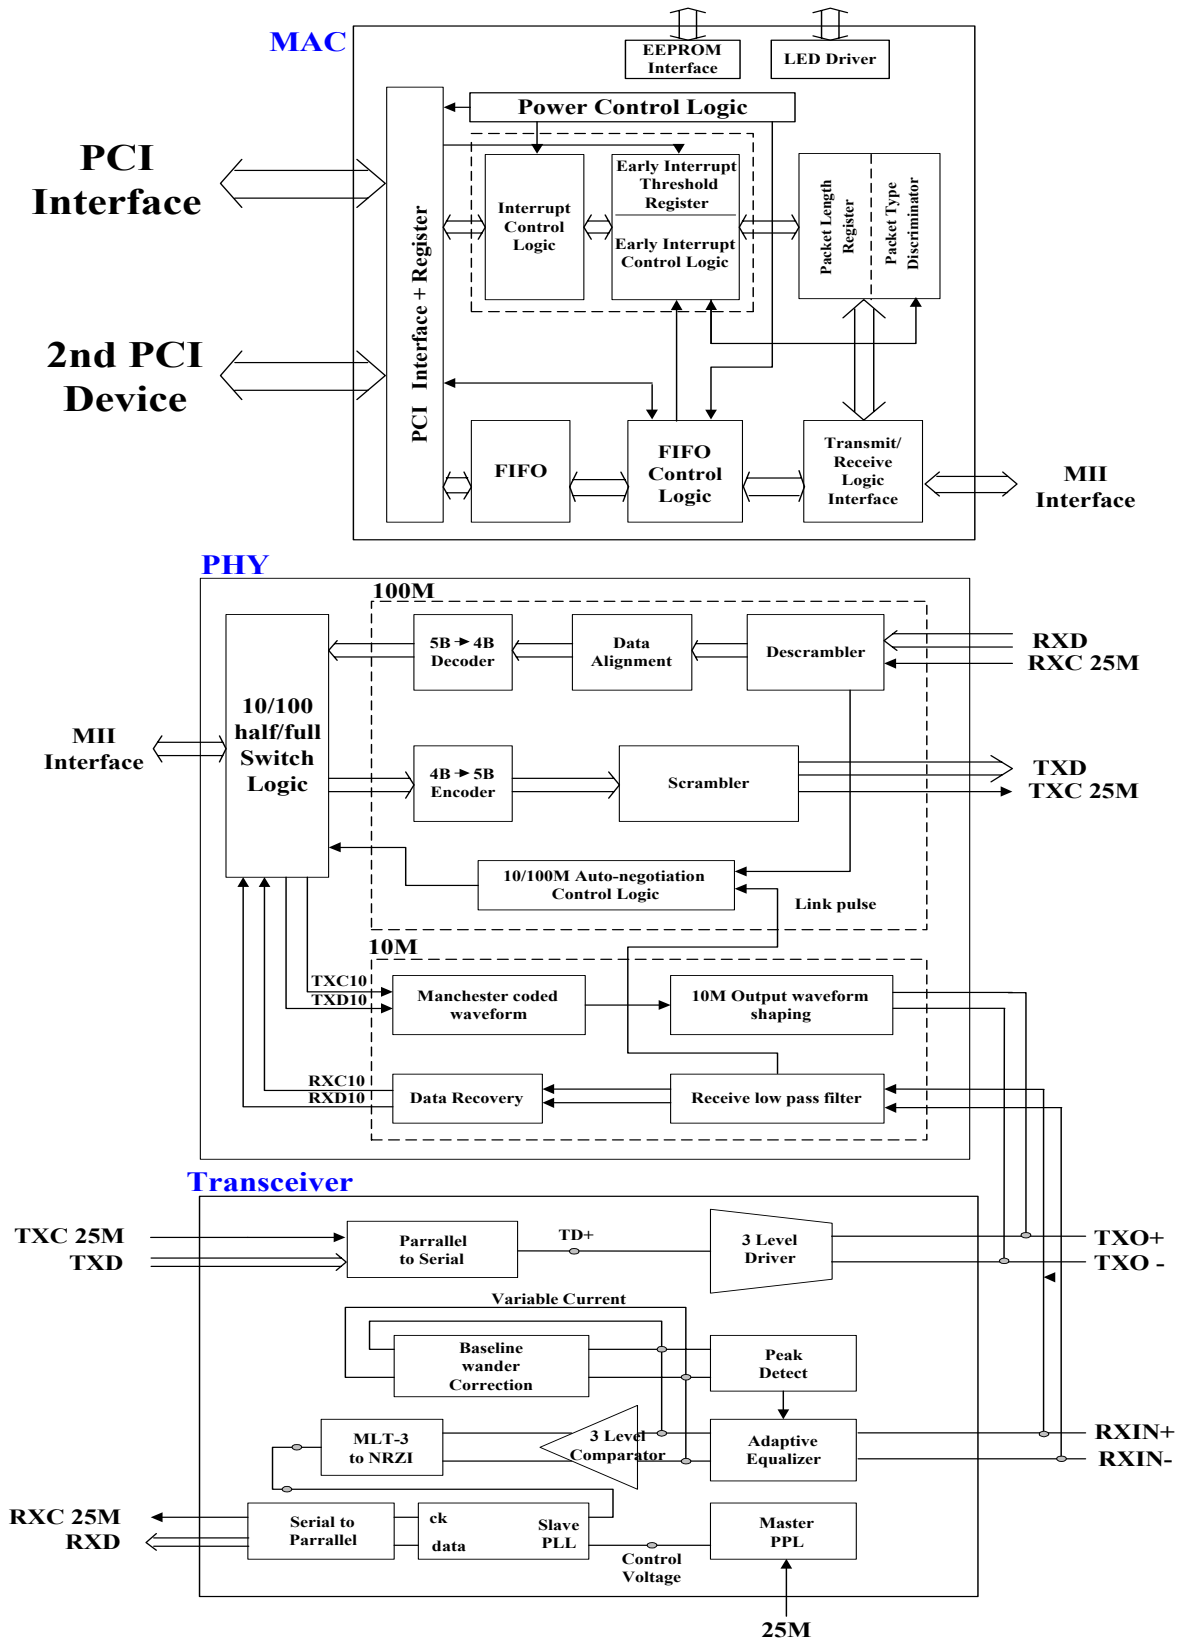 MAC
EEPROM
Interface
LED Driver
Power Control Logic
PCI
Interface
2nd PCI
Device
PCI Interface + Register
Interrupt
Control
Logic
Early Interrupt
Threshold
Register
Early Interrupt
Control Logic
Packet Length
Register
Packet Type
Discriminator
FIFO
FIFO
Control
Logic
Transmit/
Receive
Logic
Interface
MII
Interface
PHY
100M
10/100
half/full
Switch
Logic
5B → 4B
Decoder
Data
Alignment
Descrambler
RXD
RXC 25M
MII
Interface
4B → 5B
Encoder
Scrambler
TXD
TXC 25M
10/100M Auto-negotiation
Control Logic
Link pulse
10M
TXC10
TXD10
Manchester coded
waveform
10M Output waveform
shaping
RXC10
RXD10
Data Recovery
Receive low pass filter
Transceiver
TXC 25M
TXD
Parrallel
to Serial
TD+
3 Level
Driver
TXO+
TXO -
Variable Current
Baseline
wander
Correction
Peak
Detect
MLT-3
to NRZI
3 Level
Comparator
Adaptive
Equalizer
RXIN+
RXIN-
RXC 25M
RXD
Serial to
Parrallel
ck
data
Slave
PLL
Control
Voltage
Master
PPL
25M